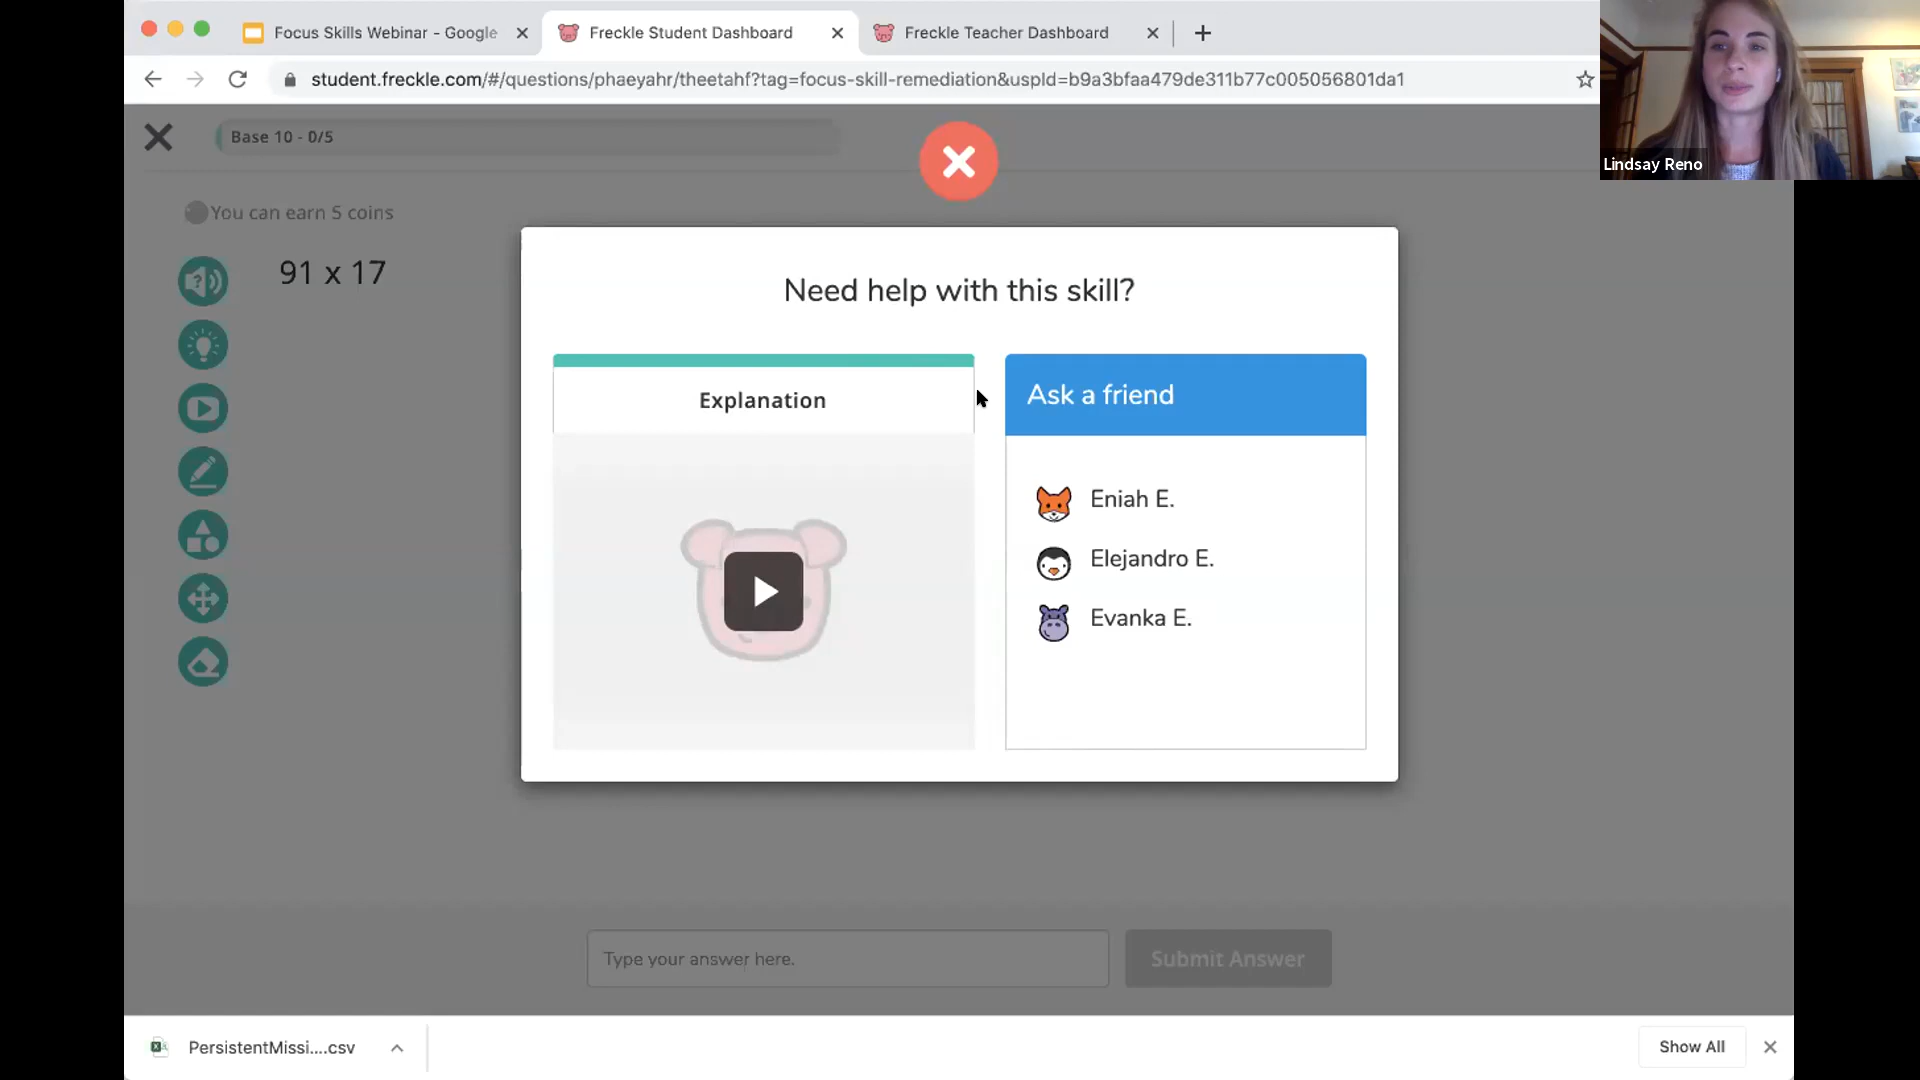 Focus Skills Webinar - Google
Freckle Student Dashboard
Freckle Teacher Dashboard
student.freckle.com/#/questions/phaeyahr/theetahf?tag=focus-skill-remediation&uspId=b9a3bfaa479de311b77c005056801da1
Lindsay Reno
Base 10 - 0/5
You can earn 5 coins
91 x 17
Need help with this skill?
Explanation
Ask a friend
Eniah E.
Elejandro E.
Evanka E.
Type your answer here.
Submit Answer
PersistentMissi....csv
Show All